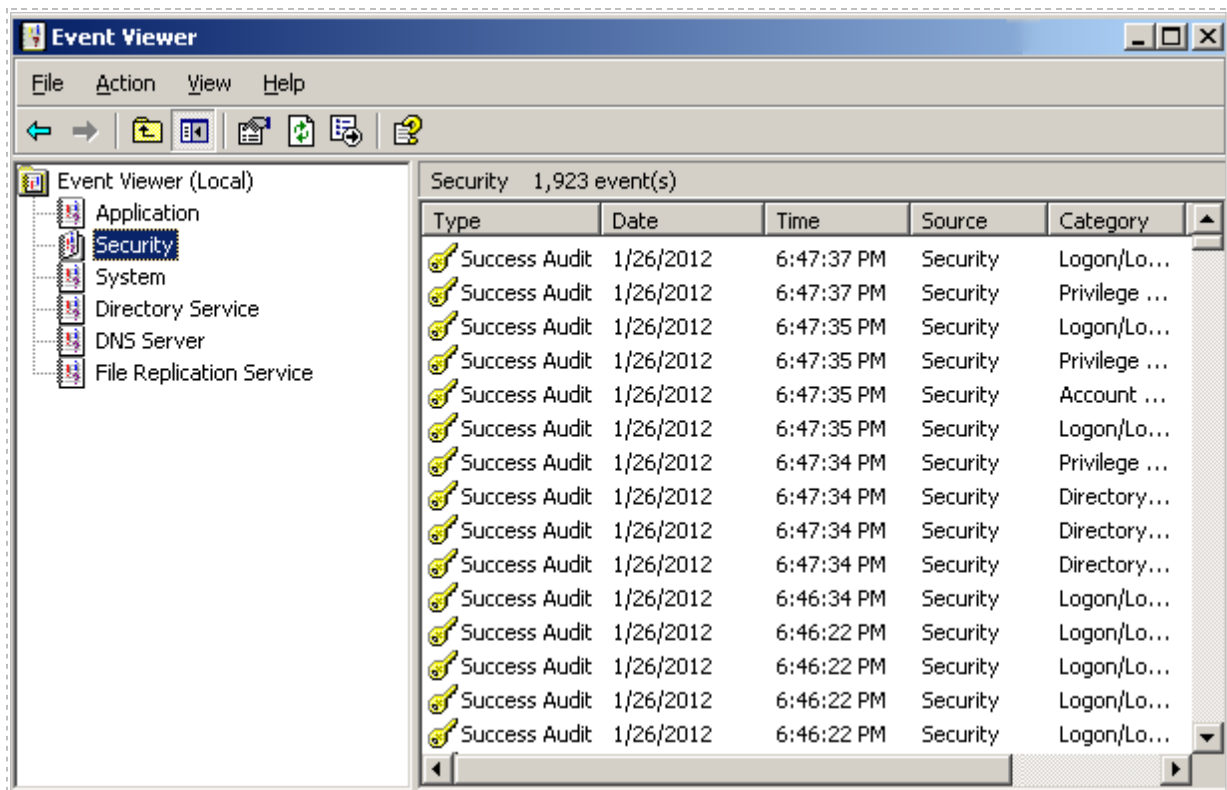 Event Viewer
File Action View Help
Event Viewer (Local)
Application
Security
System
Directory Service
DNS Server
File Replication Service
Security 1,923 event(s)
Type Date Time Source Category
Success Audit 1/26/2012 6:47:37 PM Security Logon/Lo...
Success Audit 1/26/2012 6:47:37 PM Security Privilege ...
Success Audit 1/26/2012 6:47:35 PM Security Logon/Lo...
Success Audit 1/26/2012 6:47:35 PM Security Privilege ...
Success Audit 1/26/2012 6:47:35 PM Security Account ...
Success Audit 1/26/2012 6:47:35 PM Security Logon/Lo...
Success Audit 1/26/2012 6:47:34 PM Security Privilege ...
Success Audit 1/26/2012 6:47:34 PM Security Directory...
Success Audit 1/26/2012 6:47:34 PM Security Directory...
Success Audit 1/26/2012 6:47:34 PM Security Directory...
Success Audit 1/26/2012 6:46:34 PM Security Logon/Lo...
Success Audit 1/26/2012 6:46:22 PM Security Logon/Lo...
Success Audit 1/26/2012 6:46:22 PM Security Logon/Lo...
Success Audit 1/26/2012 6:46:22 PM Security Logon/Lo...
Success Audit 1/26/2012 6:46:22 PM Security Logon/Lo...